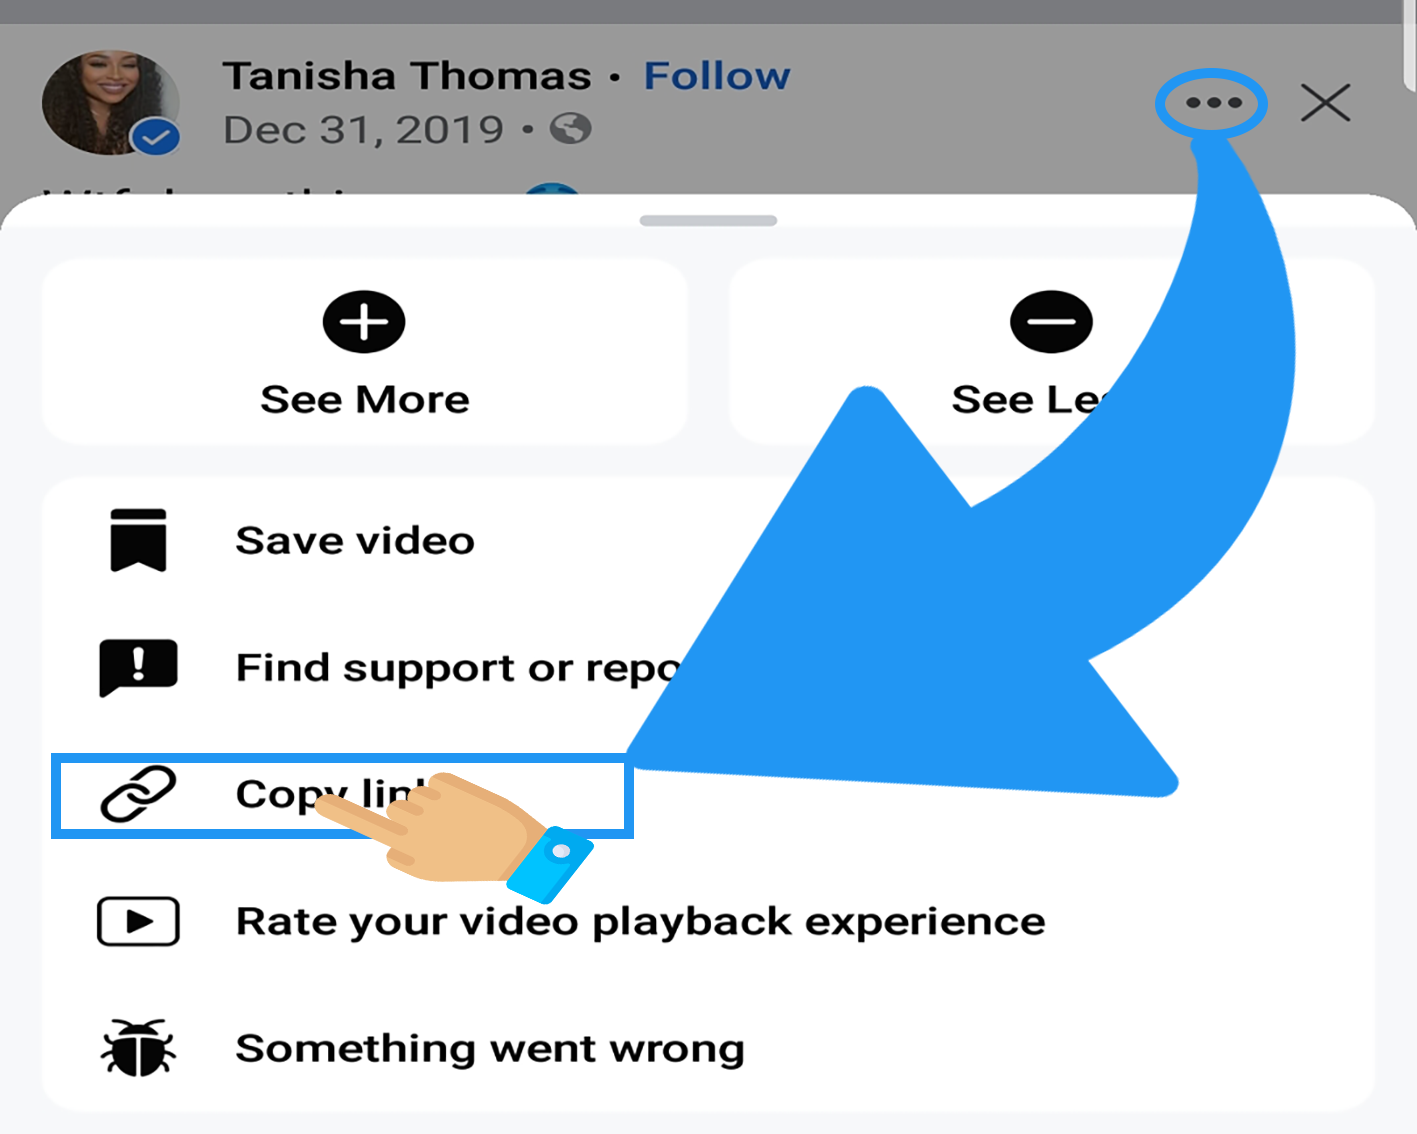 Tanisha Thomas • Follow
Dec 31, 2019 •
See More
See Le
Save video
Find support or repo
Copy lin
Rate your video playback experience
Something went wrong